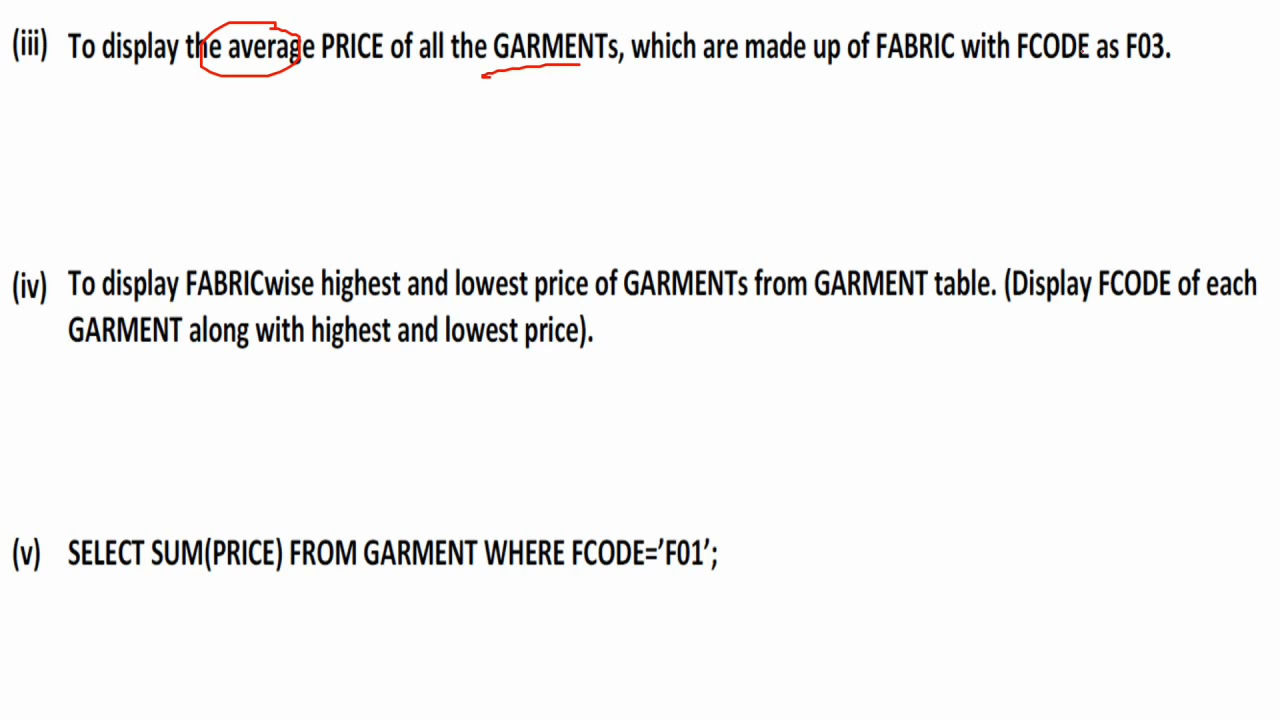 (iii) To display the average PRICE of all the GARMENTs, which are made up of FABRIC with FCODE as F03.
(iv) To display FABRICwise highest and lowest price of GARMENTs from GARMENT table. (Display FCODE of each
GARMENT along with highest and lowest price).
(v) SELECT SUM(PRICE) FROM GARMENT WHERE FCODE=’F01’;